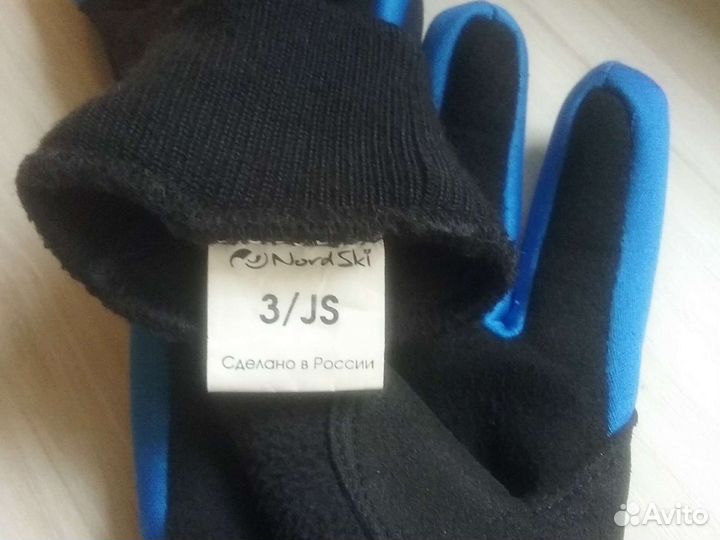 NordSki
3/JS
Сделано в России
Avito